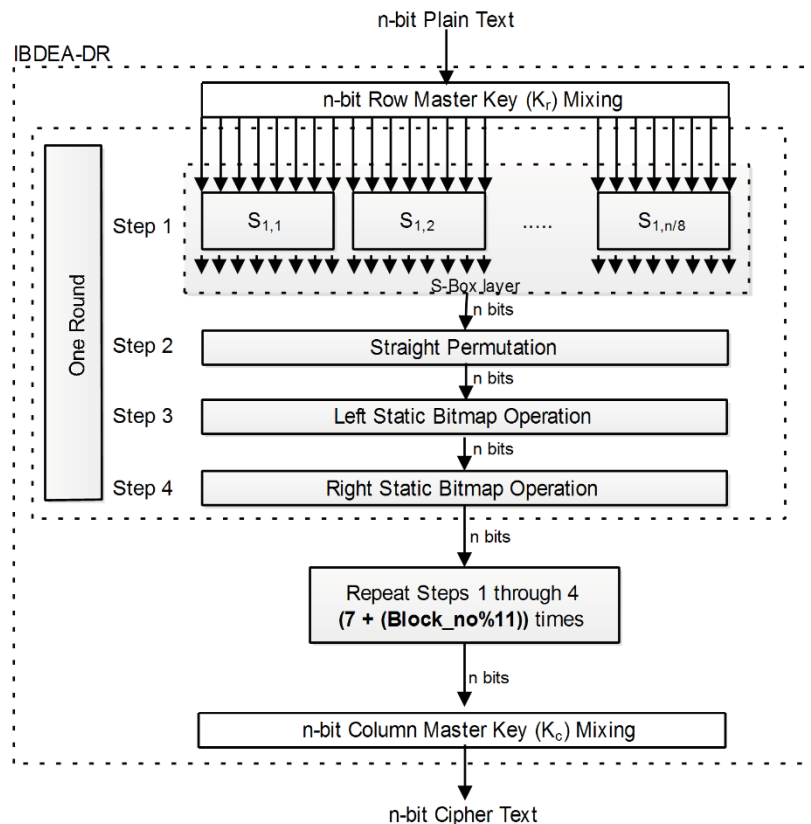 n-bit Plain Text
IBDEA-DR
n-bit Row Master Key (Kr) Mixing
One Round
Step 1
S1,1
S1,2
.....
S1,n/8
S-Box layer
n bits
Step 2
Straight Permutation
n bits
Step 3
Left Static Bitmap Operation
n bits
Step 4
Right Static Bitmap Operation
n bits
Repeat Steps 1 through 4
(7 + (Block_no%11)) times
n bits
n-bit Column Master Key (Kc) Mixing
n-bit Cipher Text